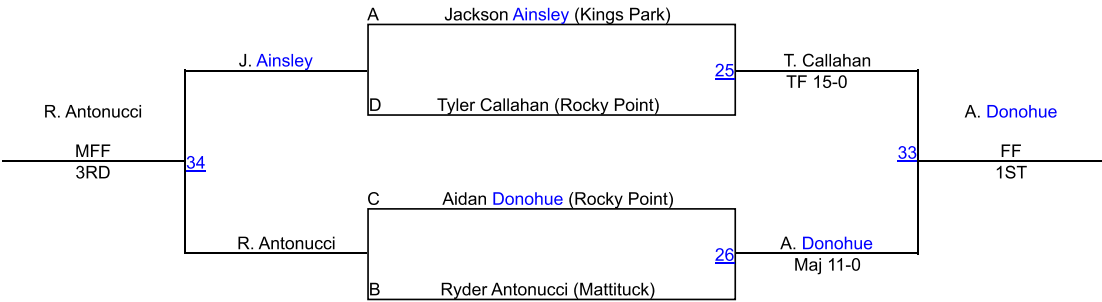 A
Jackson Ainsley (Kings Park)
J. Ainsley
T. Callahan
25
TF 15-0
D
Tyler Callahan (Rocky Point)
R. Antonucci
A. Donohue
MFF
33
FF
34
3RD
1ST
C
Aidan Donohue (Rocky Point)
R. Antonucci
A. Donohue
26
Maj 11-0
B
Ryder Antonucci (Mattituck)